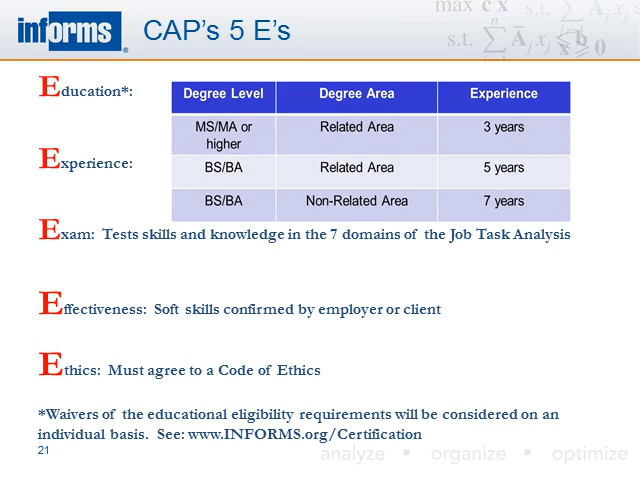 informs®
CAP's 5 E's
max c x s.t. ∑ Aj xj ≤
s.t. ∑ Āj xj ≤ b
n
x ≥ 0
Education*:
Degree Level Degree Area Experience
MS/MA or higher Related Area 3 years
BS/BA Related Area 5 years
BS/BA Non-Related Area 7 years
Experience:
Exam: Tests skills and knowledge in the 7 domains of the Job Task Analysis
Effectiveness: Soft skills confirmed by employer or client
Ethics: Must agree to a Code of Ethics
*Waivers of the educational eligibility requirements will be considered on an
individual basis. See: www.INFORMS.org/Certification
21
analyze ▪ organize ▪ optimize